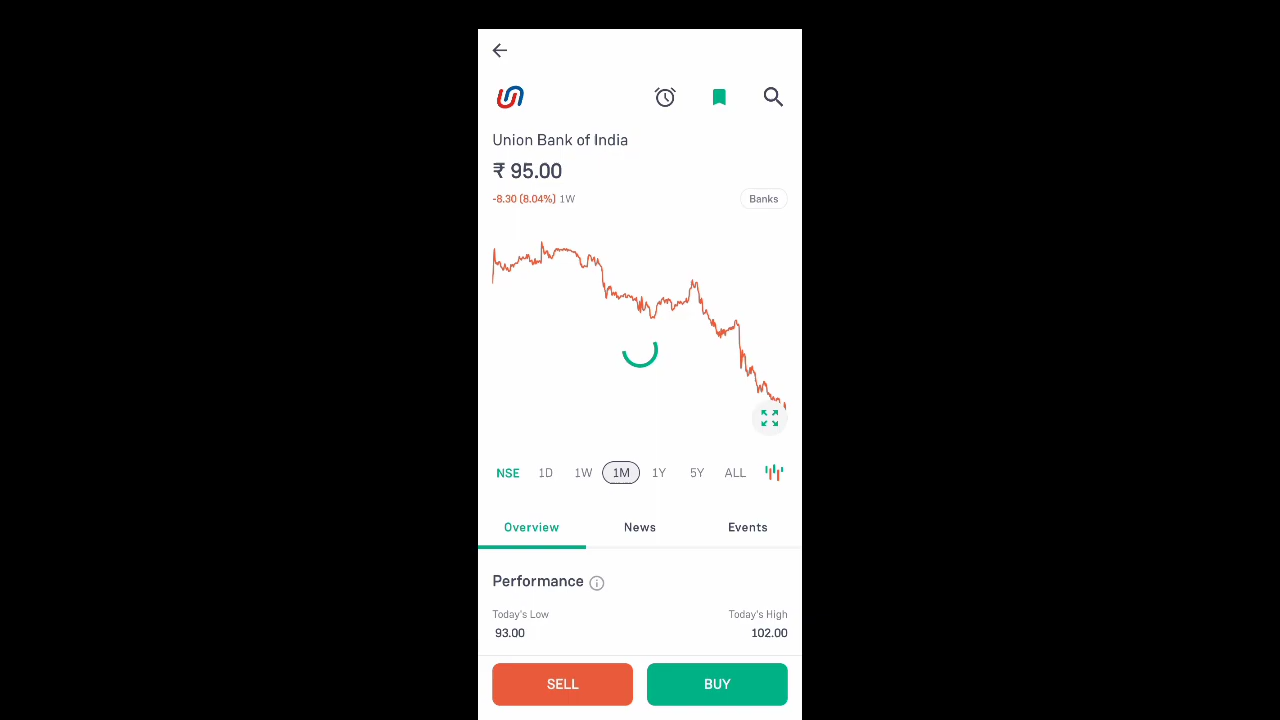 Union Bank of India
₹ 95.00
-8.30 (8.04%) 1W
Banks
NSE 1D 1W 1M 1Y 5Y ALL
Overview News Events
Performance
Today's Low Today's High
93.00 102.00
SELL BUY